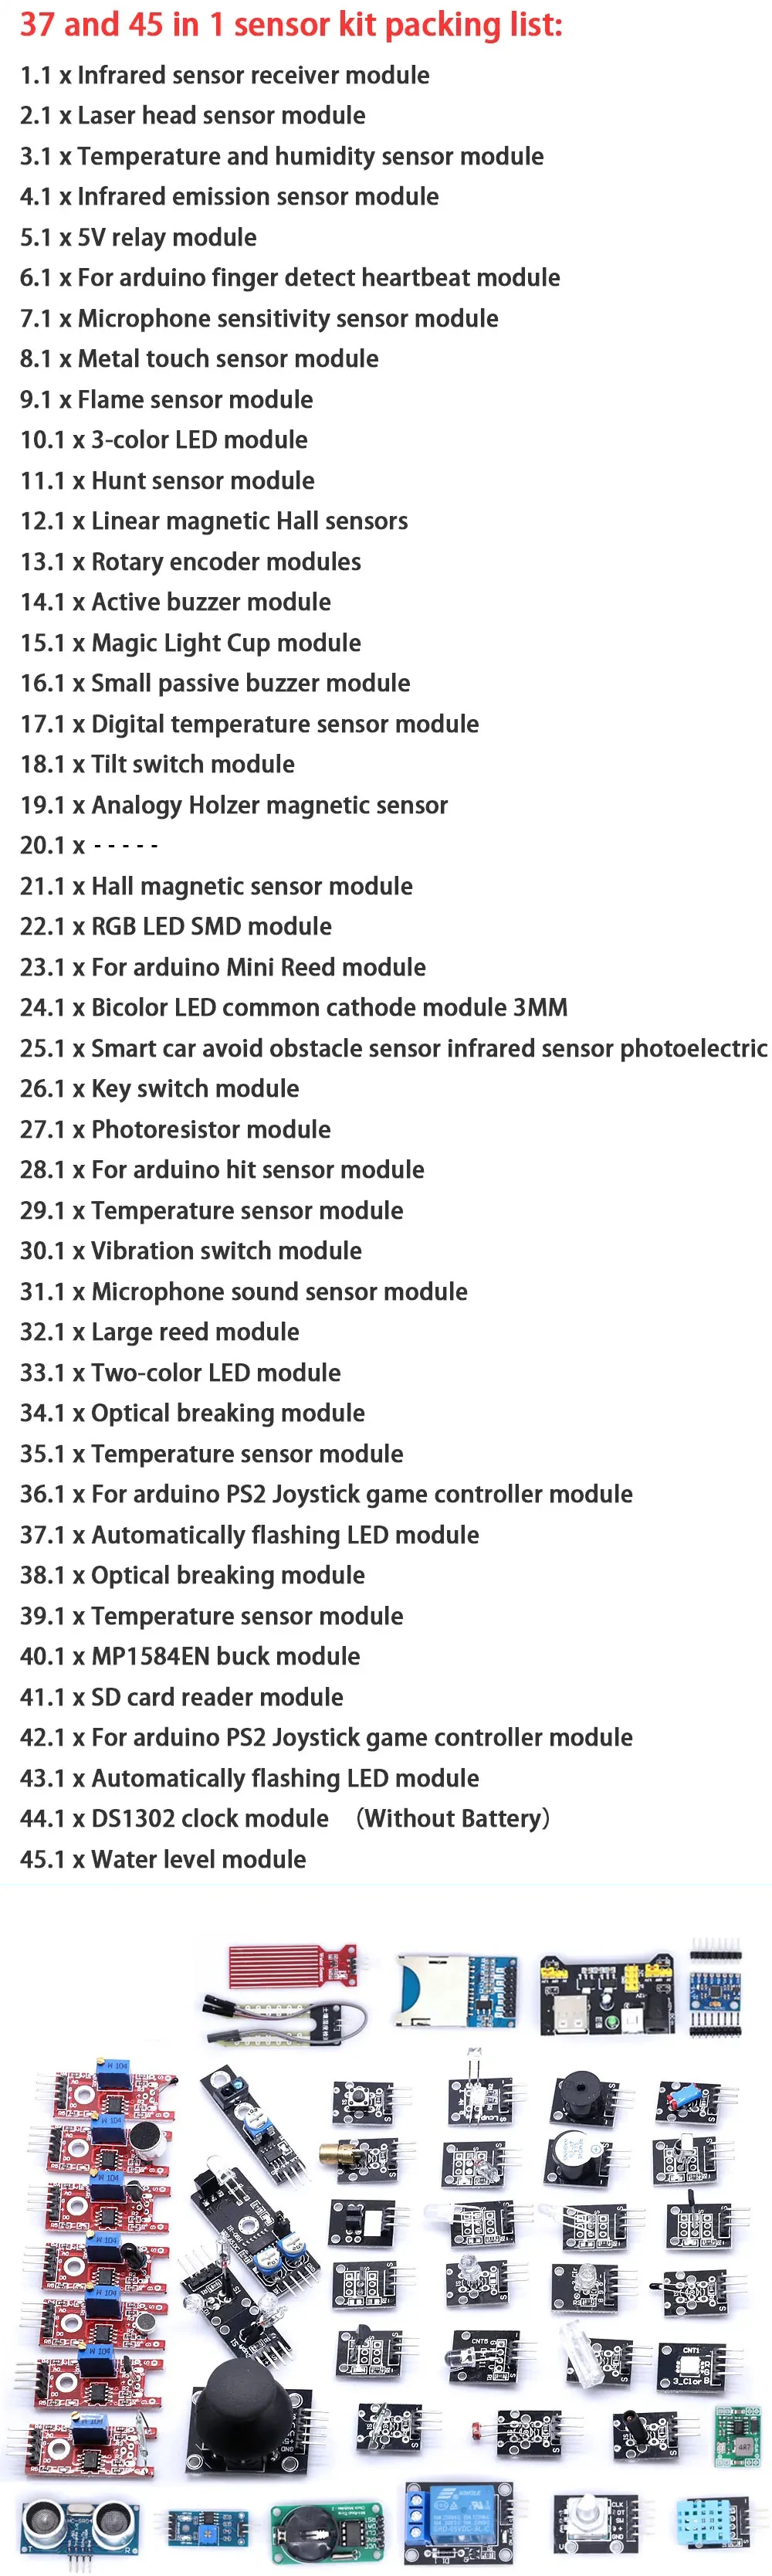 37 and 45 in 1 sensor kit packing list:
1.1 x Infrared sensor receiver module
2.1 x Laser head sensor module
3.1 x Temperature and humidity sensor module
4.1 x Infrared emission sensor module
5.1 x 5V relay module
6.1 x For arduino finger detect heartbeat module
7.1 x Microphone sensitivity sensor module
8.1 x Metal touch sensor module
9.1 x Flame sensor module
10.1 x 3-color LED module
11.1 x Hunt sensor module
12.1 x Linear magnetic Hall sensors
13.1 x Rotary encoder modules
14.1 x Active buzzer module
15.1 x Magic Light Cup module
16.1 x Small passive buzzer module
17.1 x Digital temperature sensor module
18.1 x Tilt switch module
19.1 x Analogy Holzer magnetic sensor
20.1 x - - - - -
21.1 x Hall magnetic sensor module
22.1 x RGB LED SMD module
23.1 x For arduino Mini Reed module
24.1 x Bicolor LED common cathode module 3MM
25.1 x Smart car avoid obstacle sensor infrared sensor photoelectric
26.1 x Key switch module
27.1 x Photoresistor module
28.1 x For arduino hit sensor module
29.1 x Temperature sensor module
30.1 x Vibration switch module
31.1 x Microphone sound sensor module
32.1 x Large reed module
33.1 x Two-color LED module
34.1 x Optical breaking module
35.1 x Temperature sensor module
36.1 x For arduino PS2 Joystick game controller module
37.1 x Automatically flashing LED module
38.1 x Optical breaking module
39.1 x Temperature sensor module
40.1 x MP1584EN buck module
41.1 x SD card reader module
42.1 x For arduino PS2 Joystick game controller module
43.1 x Automatically flashing LED module
44.1 x DS1302 clock module （Without Battery）
45.1 x Water level module
M 104
M 104
M 104
M 104
M 104
M 104
CNT1
3_Clor
CLK
DT
SW
+
GND